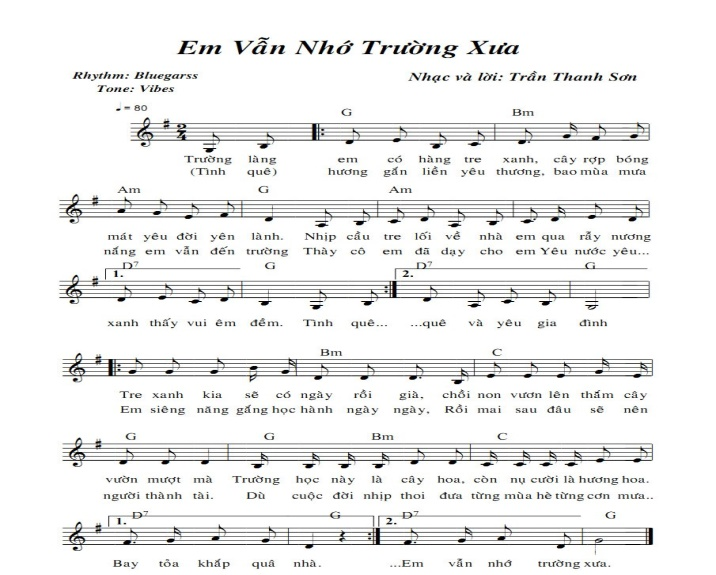 Em Vẫn Nhớ Trường Xưa
Rhythm: Bluegarss
Nhạc và lời: Trần Thanh Sơn
Tone: Vibes
♩ = 80
G Bm
Trường làng em có hàng tre xanh, cây rợp bóng
(Tình quê) hương gắn liền yêu thương, bao mùa mưa
Am G Am
mát yêu đời yên lành. Nhịp cầu tre lối về nhà em qua rẫy nương
nắng em vẫn đến trường Thày cô em đã dạy cho em Yêu nước yêu...
1. D7 G 2. D7 G
xanh thấy vui êm đềm. Tình quê... ...quê và yêu gia đình
Bm C
Tre xanh kia sẽ có ngày rồi già, chồi non vươn lên thắm cây
Em siêng năng gắng học hành ngày ngày, Rồi mai sau đâu sẽ nên
G G G Bm C
vườn mượt mà Trường học này là cây hoa, còn nụ cười là hương hoa.
người thành tài. Dù cuộc đời nhịp thoi đưa từng mùa hè từng cơn mưa..
1. D7 G 2. D7 G
Bay tỏa khắp quâ nhà. ...Em vẫn nhớ trường xưa.